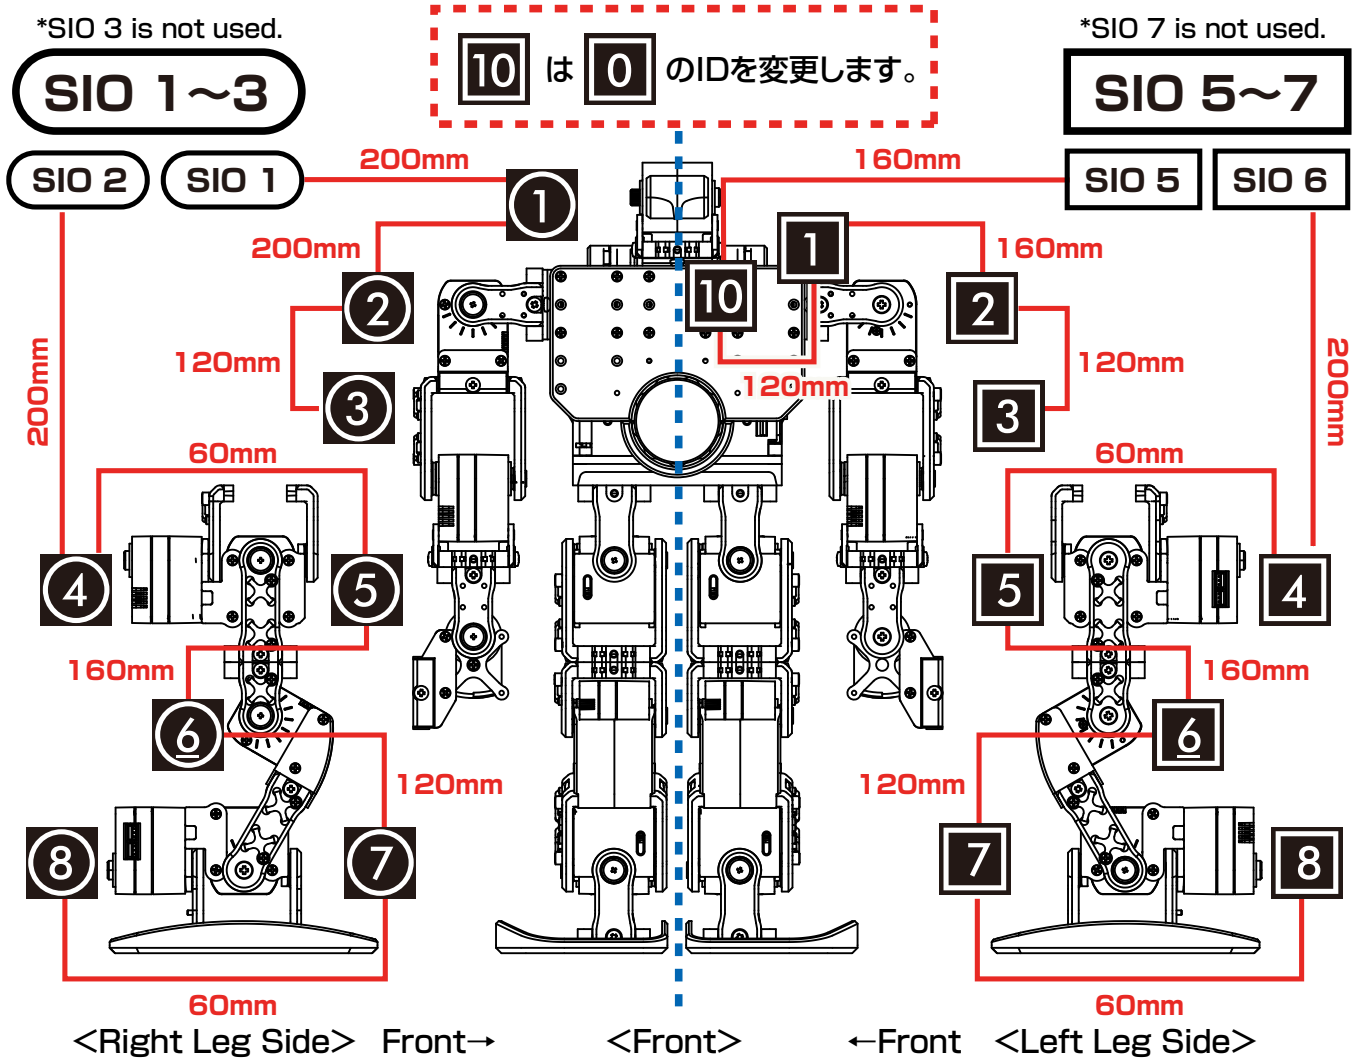 *SIO 3 is not used.
SIO 1～3
SIO 2
SIO 1
10 は 0 のIDを変更します。
*SIO 7 is not used.
SIO 5～7
SIO 5
SIO 6
200mm
160mm
1
200mm
1
160mm
2
10
2
120mm
120mm
120mm
200mm
200mm
3
3
60mm
60mm
4
5
5
4
160mm
160mm
6
6
120mm
120mm
8
7
7
8
60mm
60mm
<Right Leg Side>
Front→
<Front>
←Front
<Left Leg Side>